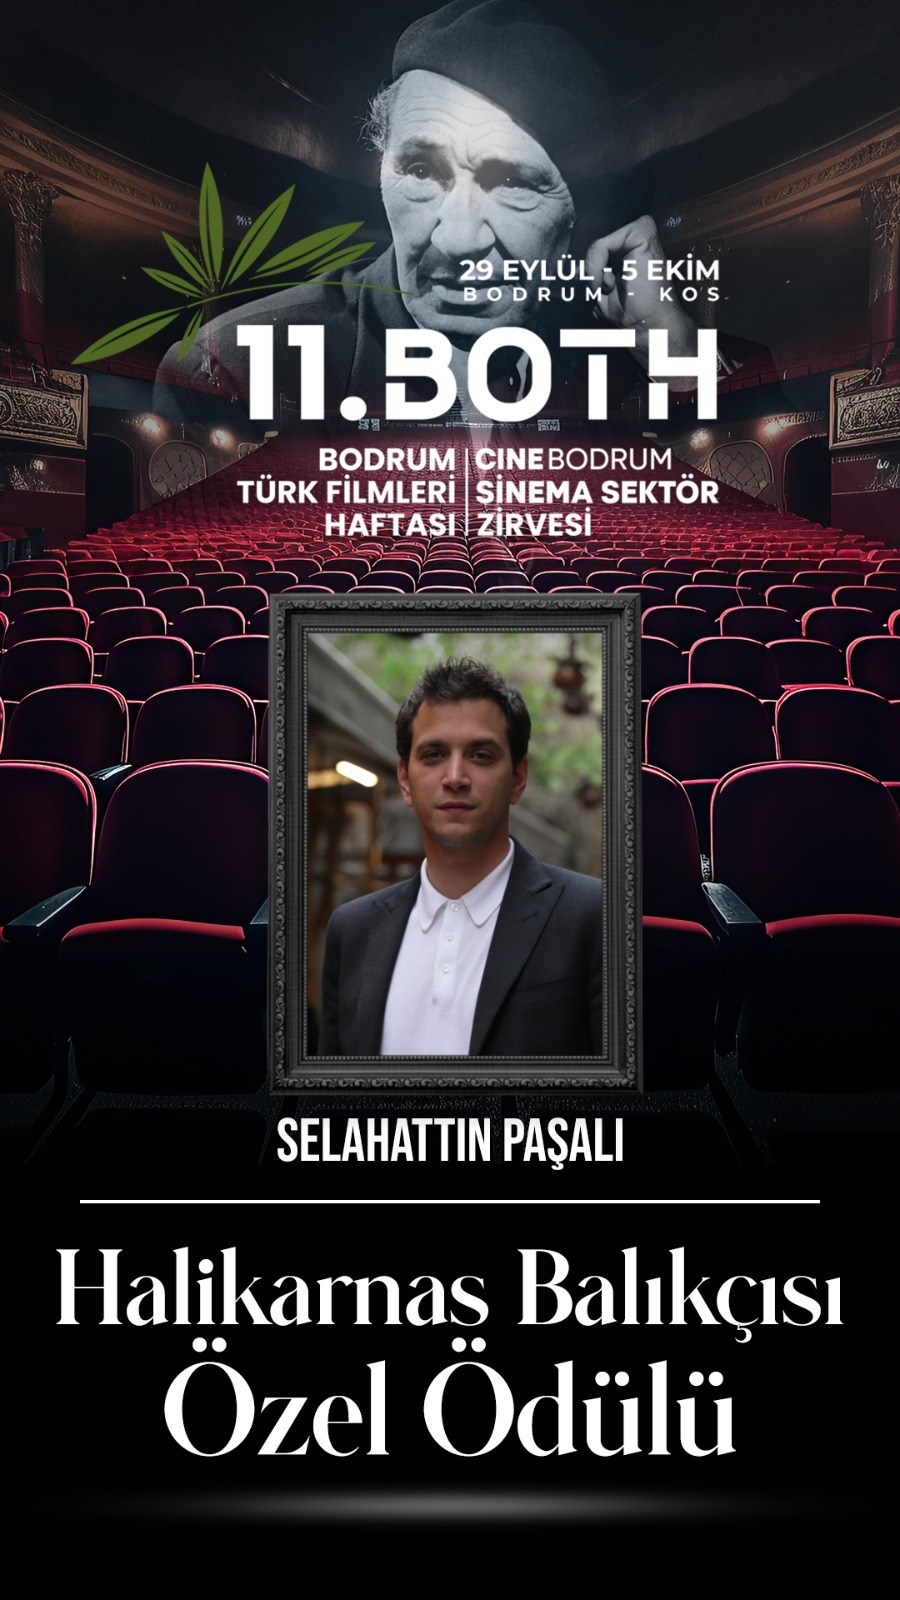 29 EYLÜL - 5 EKİM
BODRUM - KOS
11.BOTH
BODRUM | CINEBODRUM
TÜRK FİLMLERİ | SİNEMA SEKTÖR
HAFTASI | ZİRVESİ
SELAHATTIN PAŞALI
Halikarnas Balıkçısı
Özel Ödülü